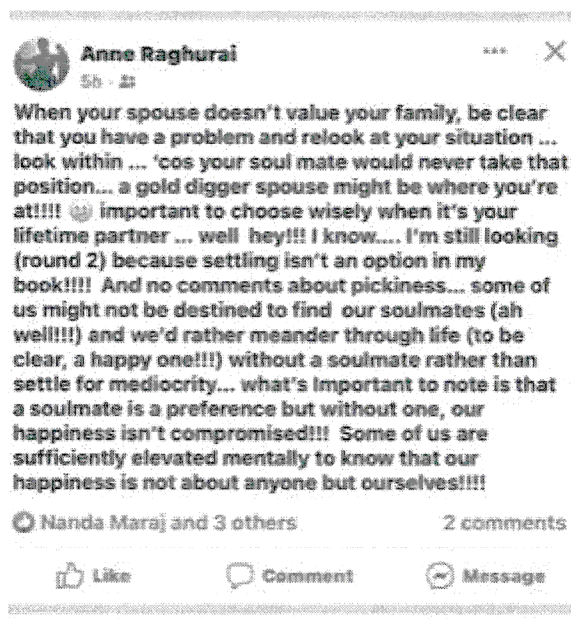 Anne Raghurai
5h
When your spouse doesn't value your family, be clear
that you have a problem and relook at your situation ...
look within ... 'cos your soul mate would never take that
position... a gold digger spouse might be where you're
at!!!! important to choose wisely when it's your
lifetime partner ... well hey!!! I know..... I'm still looking
(round 2) because settling isn't an option in my
book!!!! And no comments about pickiness... some of
us might not be destined to find our soulmates (ah
well!!!!) and we'd rather meander through life (to be
clear, a happy one!!!) without a soulmate rather than
settle for mediocrity... what's Important to note is that
a soulmate is a preference but without one, our
happiness isn't compromised!!! Some of us are
sufficiently elevated mentally to know that our
happiness is not about anyone but ourselves!!!!
Nanda Maraj and 3 others 2 comments
Like Comment Message